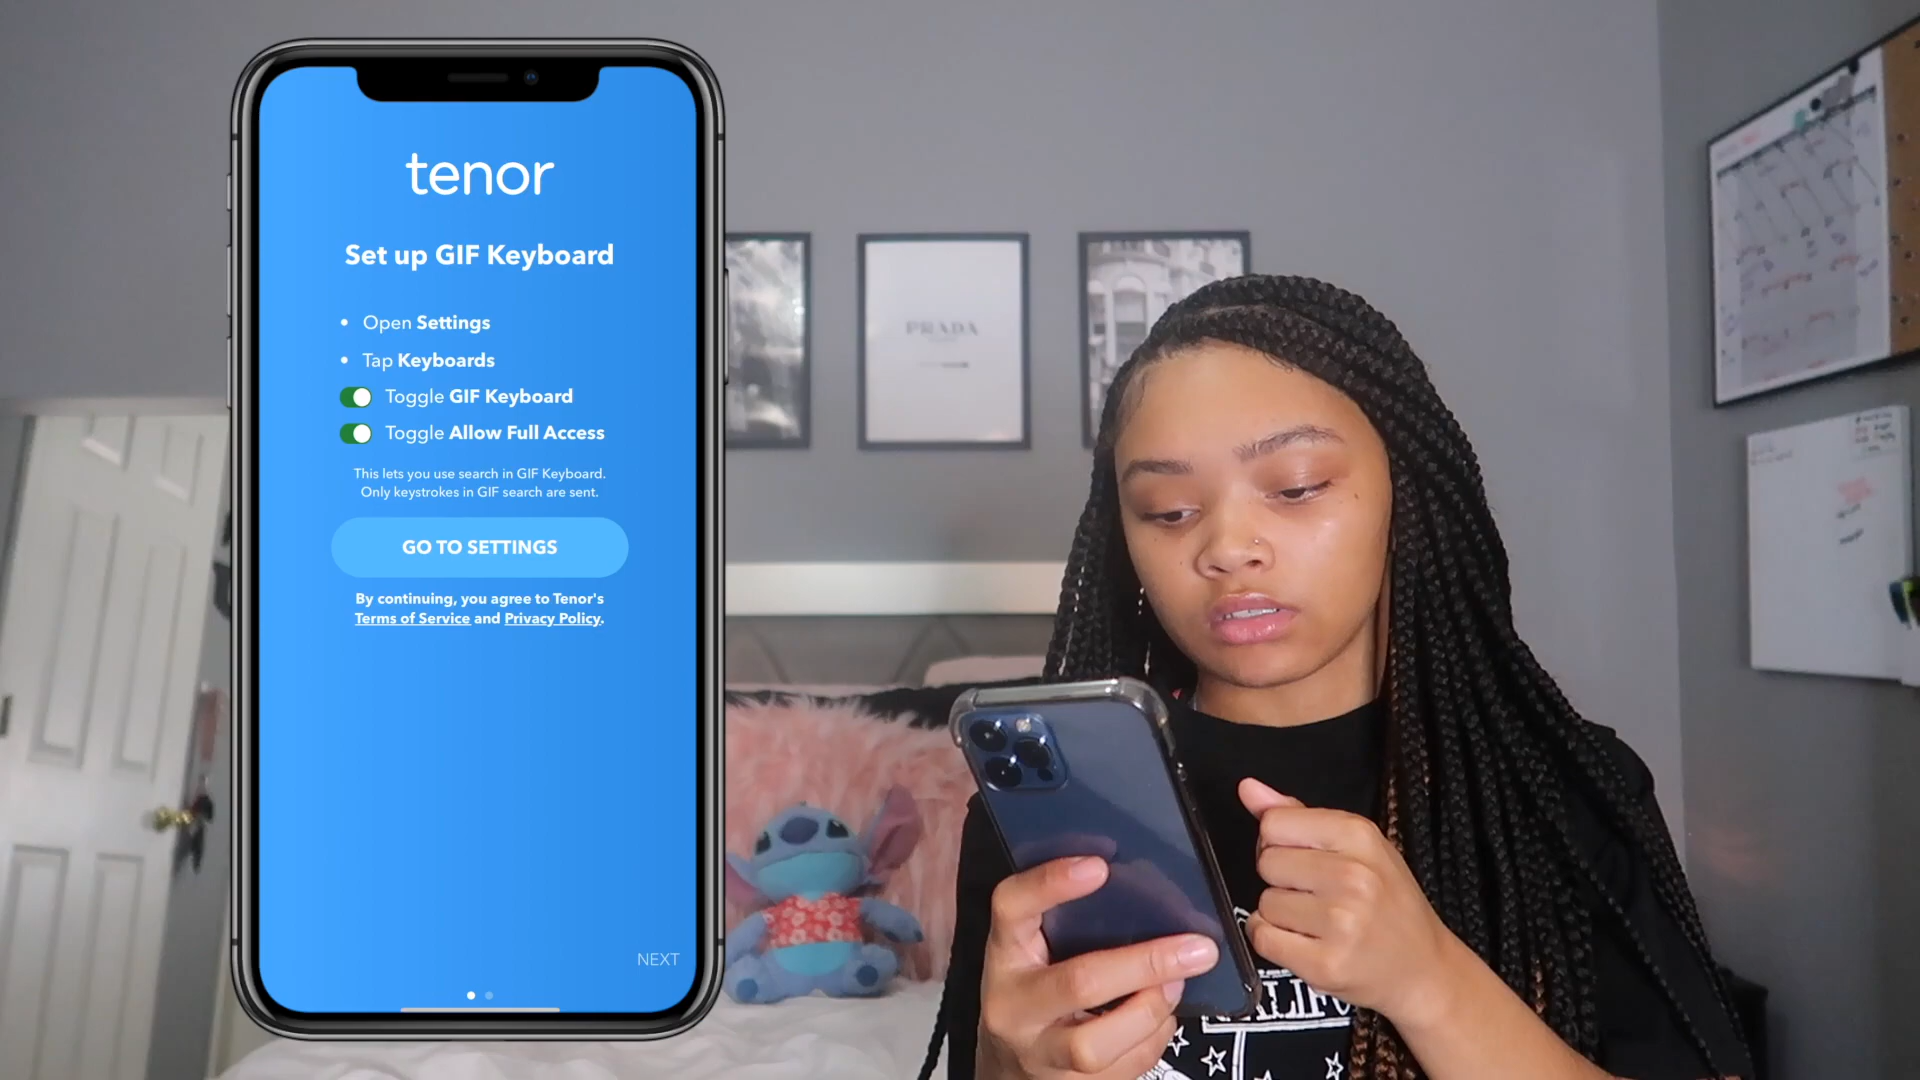 tenor
Set up GIF Keyboard
• Open Settings
• Tap Keyboards
Toggle GIF Keyboard
Toggle Allow Full Access
This lets you use search in GIF Keyboard.
Only keystrokes in GIF search are sent.
GO TO SETTINGS
By continuing, you agree to Tenor's
Terms of Service and Privacy Policy.
NEXT
PRADA